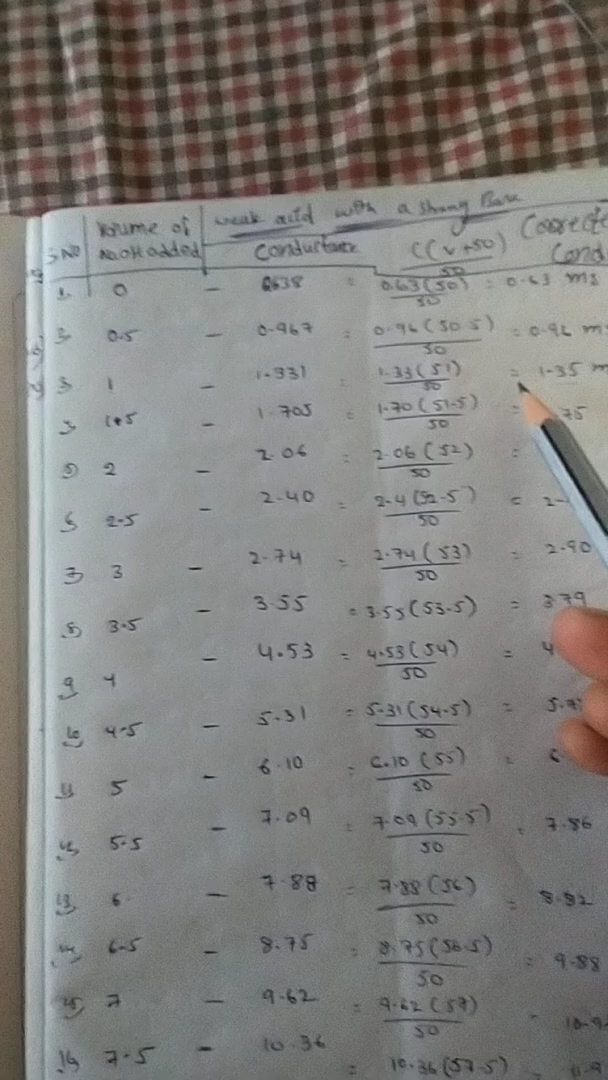 weak acid with a strong Base
S.NO Volume of NaOH added Conductance C(V+50)/50 Cond
1. 0 - 0.638 = 0.63(50)/50 = 0.63 ms
0.5 - 0.967 = 0.96(50.5)/50 = 0.96 m
3 1 - 1.331 = 1.33(51)/50 = 1.35 m
1.5 - 1.705 = 1.70(51.5)/50 = 75
5) 2 - 2.06 = 2.06(52)/50 =
2.5 - 2.40 = 2.4(52.5)/50 = 2.
7) 3 - 2.74 = 2.74(53)/50 = 2.90
8) 3.5 - 3.55 = 3.55(53.5) = 3.79
9 4 - 4.53 = 4.53(54)/50 = 4
10 4.5 - 5.31 = 5.31(54.5)/50 = 5.7
11 5 - 6.10 = 6.10(55)/50 = 6
12 5.5 - 7.09 = 7.09(55.5)/50 = 7.86
13 6 - 7.88 = 7.88(56)/50 = 8.82
14 6.5 - 8.75 = 8.75(56.5)/50 = 9.88
15 7 - 9.62 = 9.62(57)/50 - 10.9
16 7.5 - 10.36 = 10.36(57.5)